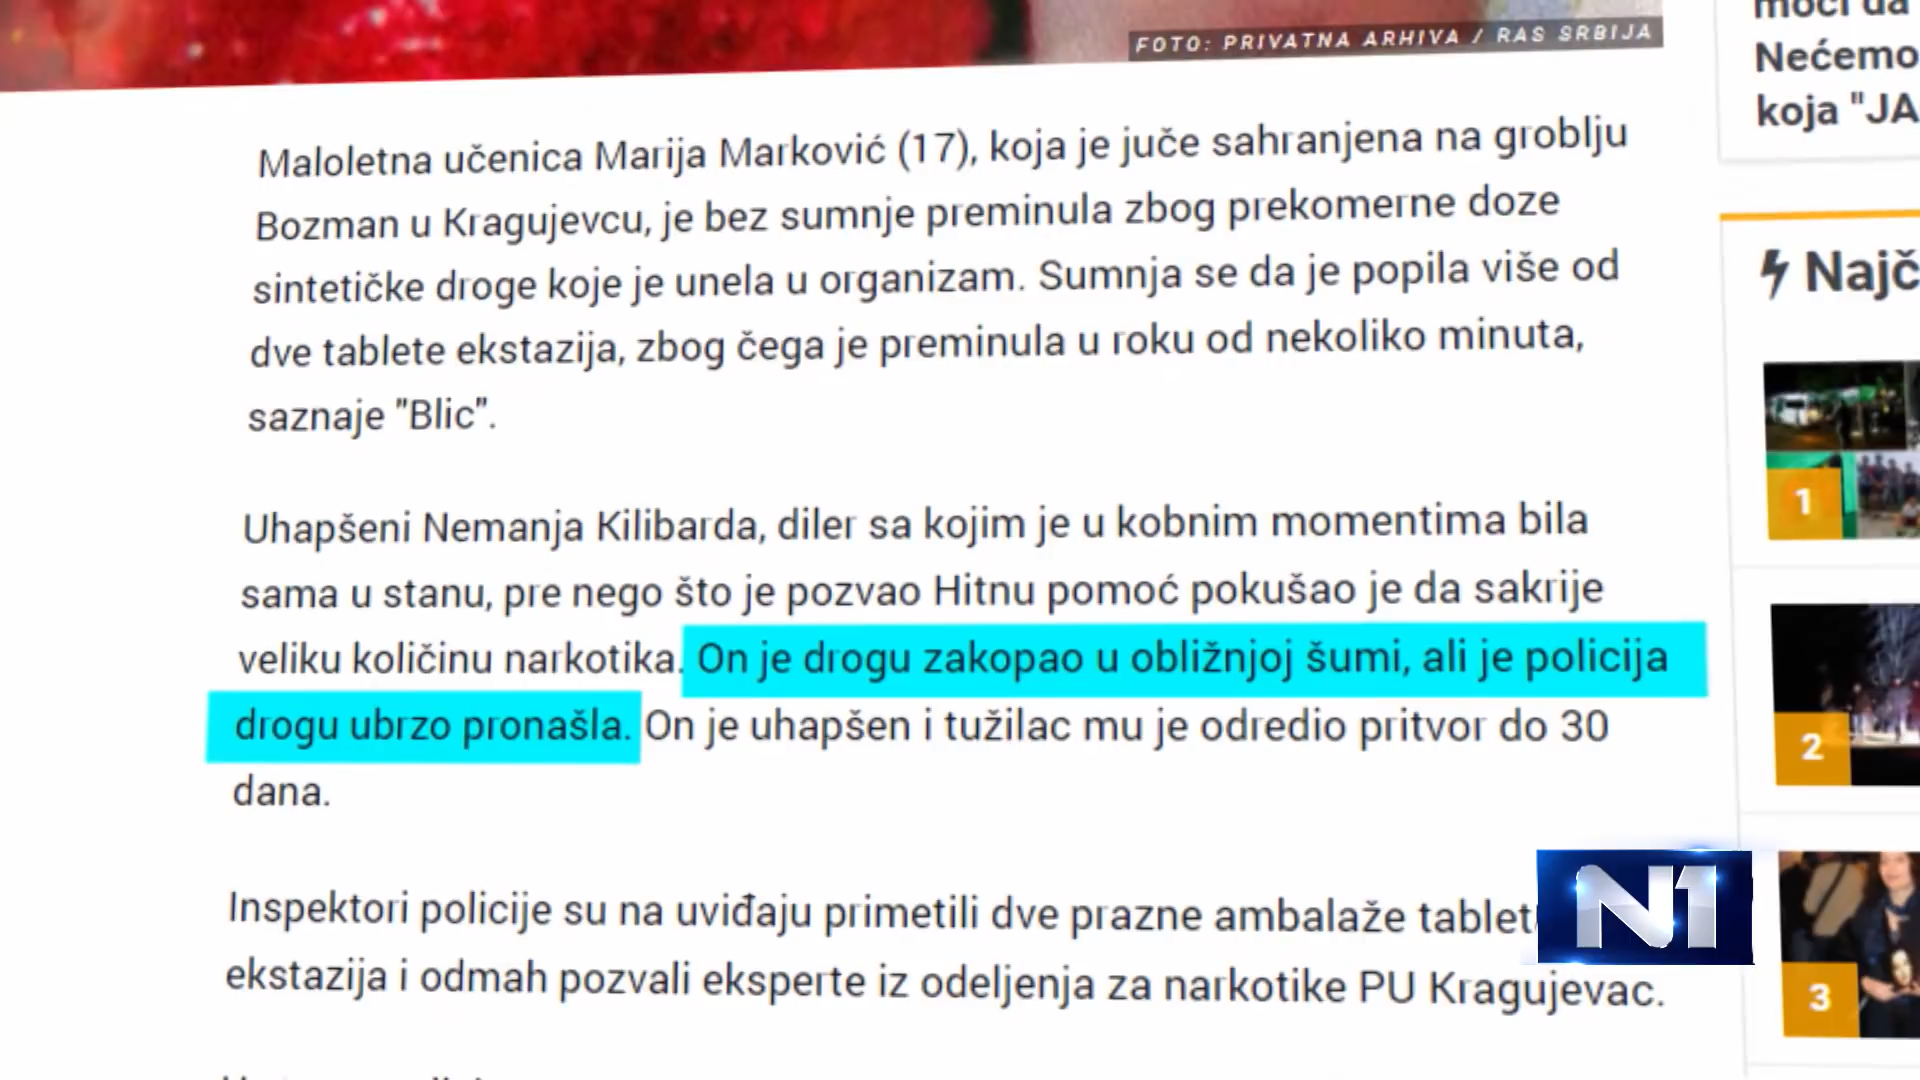 FOTO: PRIVATNA ARHIVA / RAS SRBIJA
Maloletna učenica Marija Marković (17), koja je juče sahranjena na groblju
Bozman u Kragujevcu, je bez sumnje preminula zbog prekomerne doze
sintetičke droge koje je unela u organizam. Sumnja se da je popila više od
dve tablete ekstazija, zbog čega je preminula u roku od nekoliko minuta,
saznaje "Blic".
Uhapšeni Nemanja Kilibarda, diler sa kojim je u kobnim momentima bila
sama u stanu, pre nego što je pozvao Hitnu pomoć pokušao je da sakrije
veliku količinu narkotika. On je drogu zakopao u obližnjoj šumi, ali je policija
drogu ubrzo pronašla. On je uhapšen i tužilac mu je odredio pritvor do 30
dana.
Inspektori policije su na uviđaju primetili dve prazne ambalaže tablet
ekstazija i odmah pozvali eksperte iz odeljenja za narkotike PU Kragujevac.
moći da
Nećemo
koja "JA
Najč
1
2
3
N1